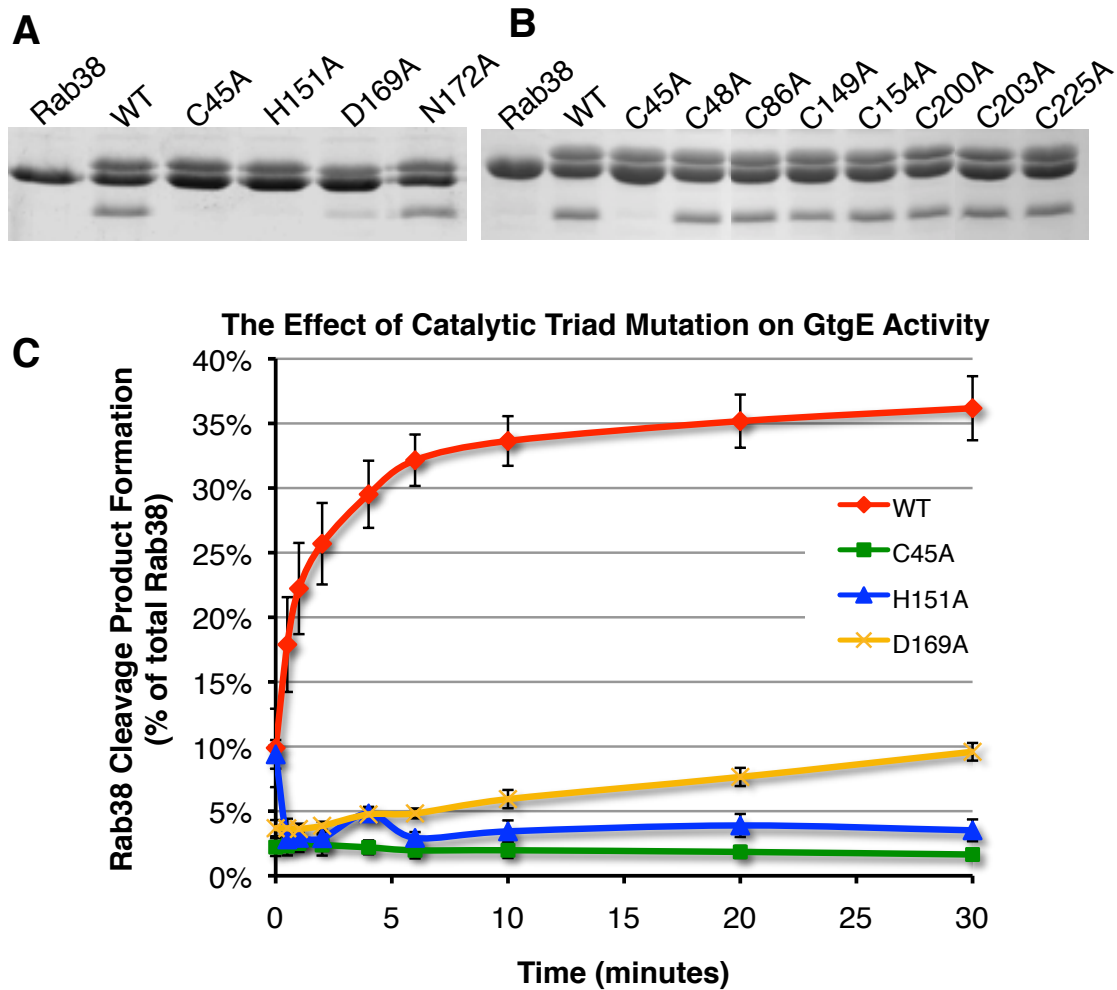 A
B
Rab38 WT C45A H151A D169A N172A
Rab38 WT C45A C48A C86A C149A C154A C200A C203A C225A
The Effect of Catalytic Triad Mutation on GtgE Activity
C
Rab38 Cleavage Product Formation
(% of total Rab38)
40%
35%
30%
25%
20%
15%
10%
5%
0%
WT
C45A
H151A
D169A
0 5 10 15 20 25 30
Time (minutes)